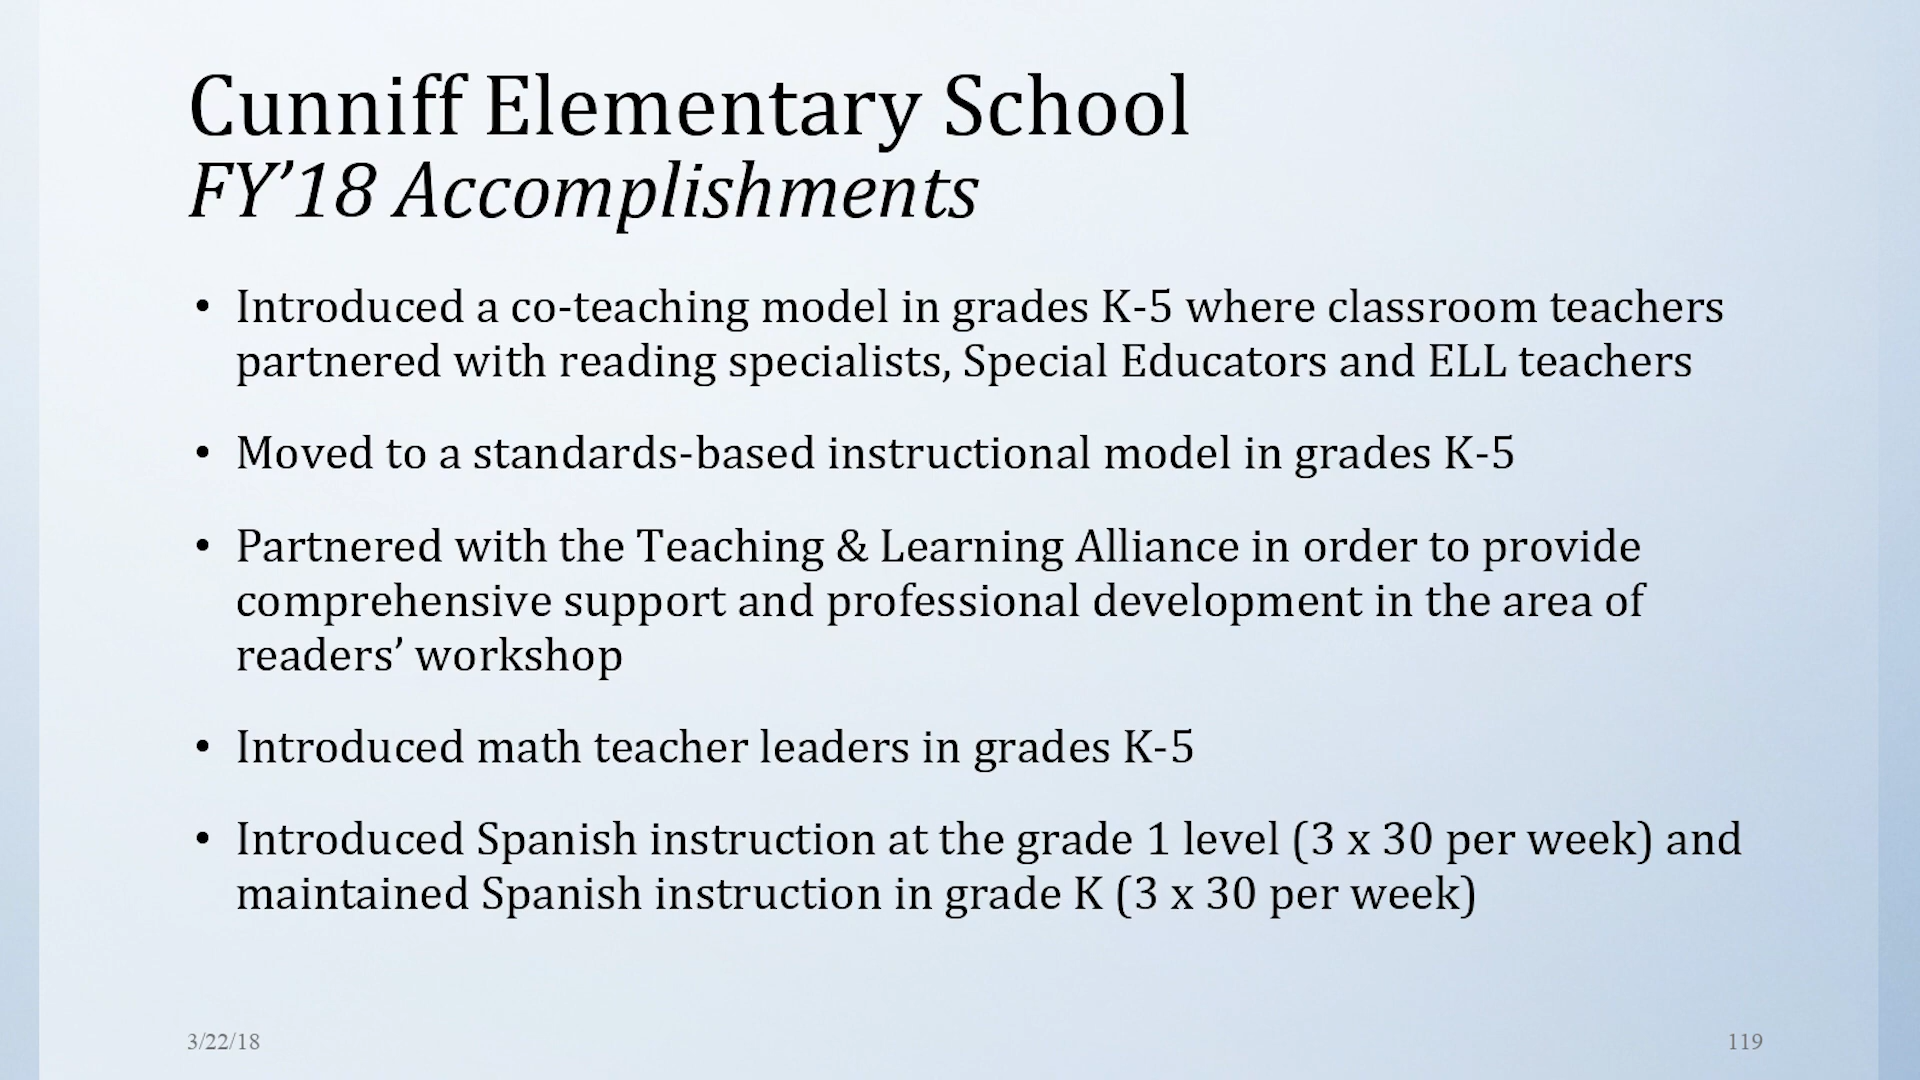 Cunniff Elementary School
FY’18 Accomplishments
• Introduced a co-teaching model in grades K-5 where classroom teachers
partnered with reading specialists, Special Educators and ELL teachers
• Moved to a standards-based instructional model in grades K-5
• Partnered with the Teaching & Learning Alliance in order to provide
comprehensive support and professional development in the area of
readers’ workshop
• Introduced math teacher leaders in grades K-5
• Introduced Spanish instruction at the grade 1 level (3 x 30 per week) and
maintained Spanish instruction in grade K (3 x 30 per week)
3/22/18
119